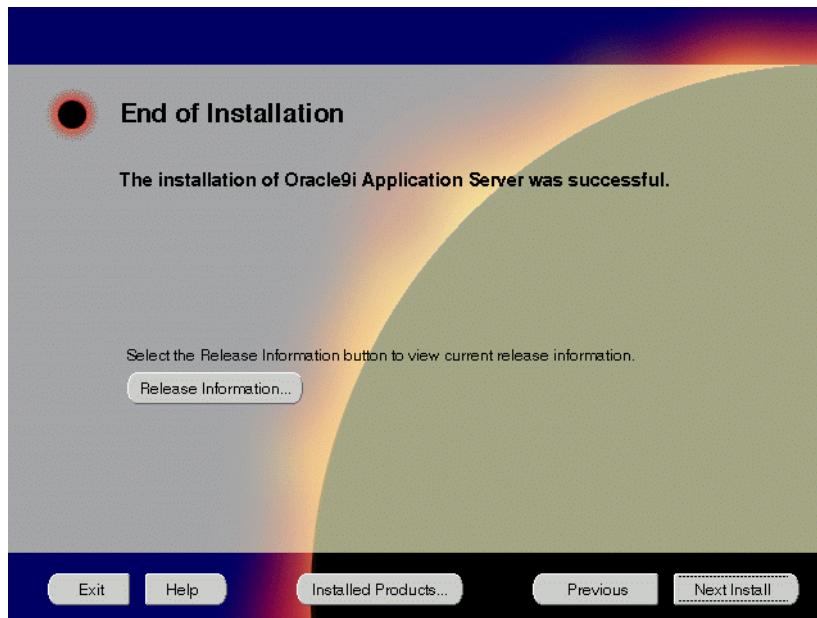 End of Installation
The installation of Oracle9i Application Server was successful.
Select the Release Information button to view current release information.
Release Information...
Exit
Help
Installed Products...
Previous
Next Install